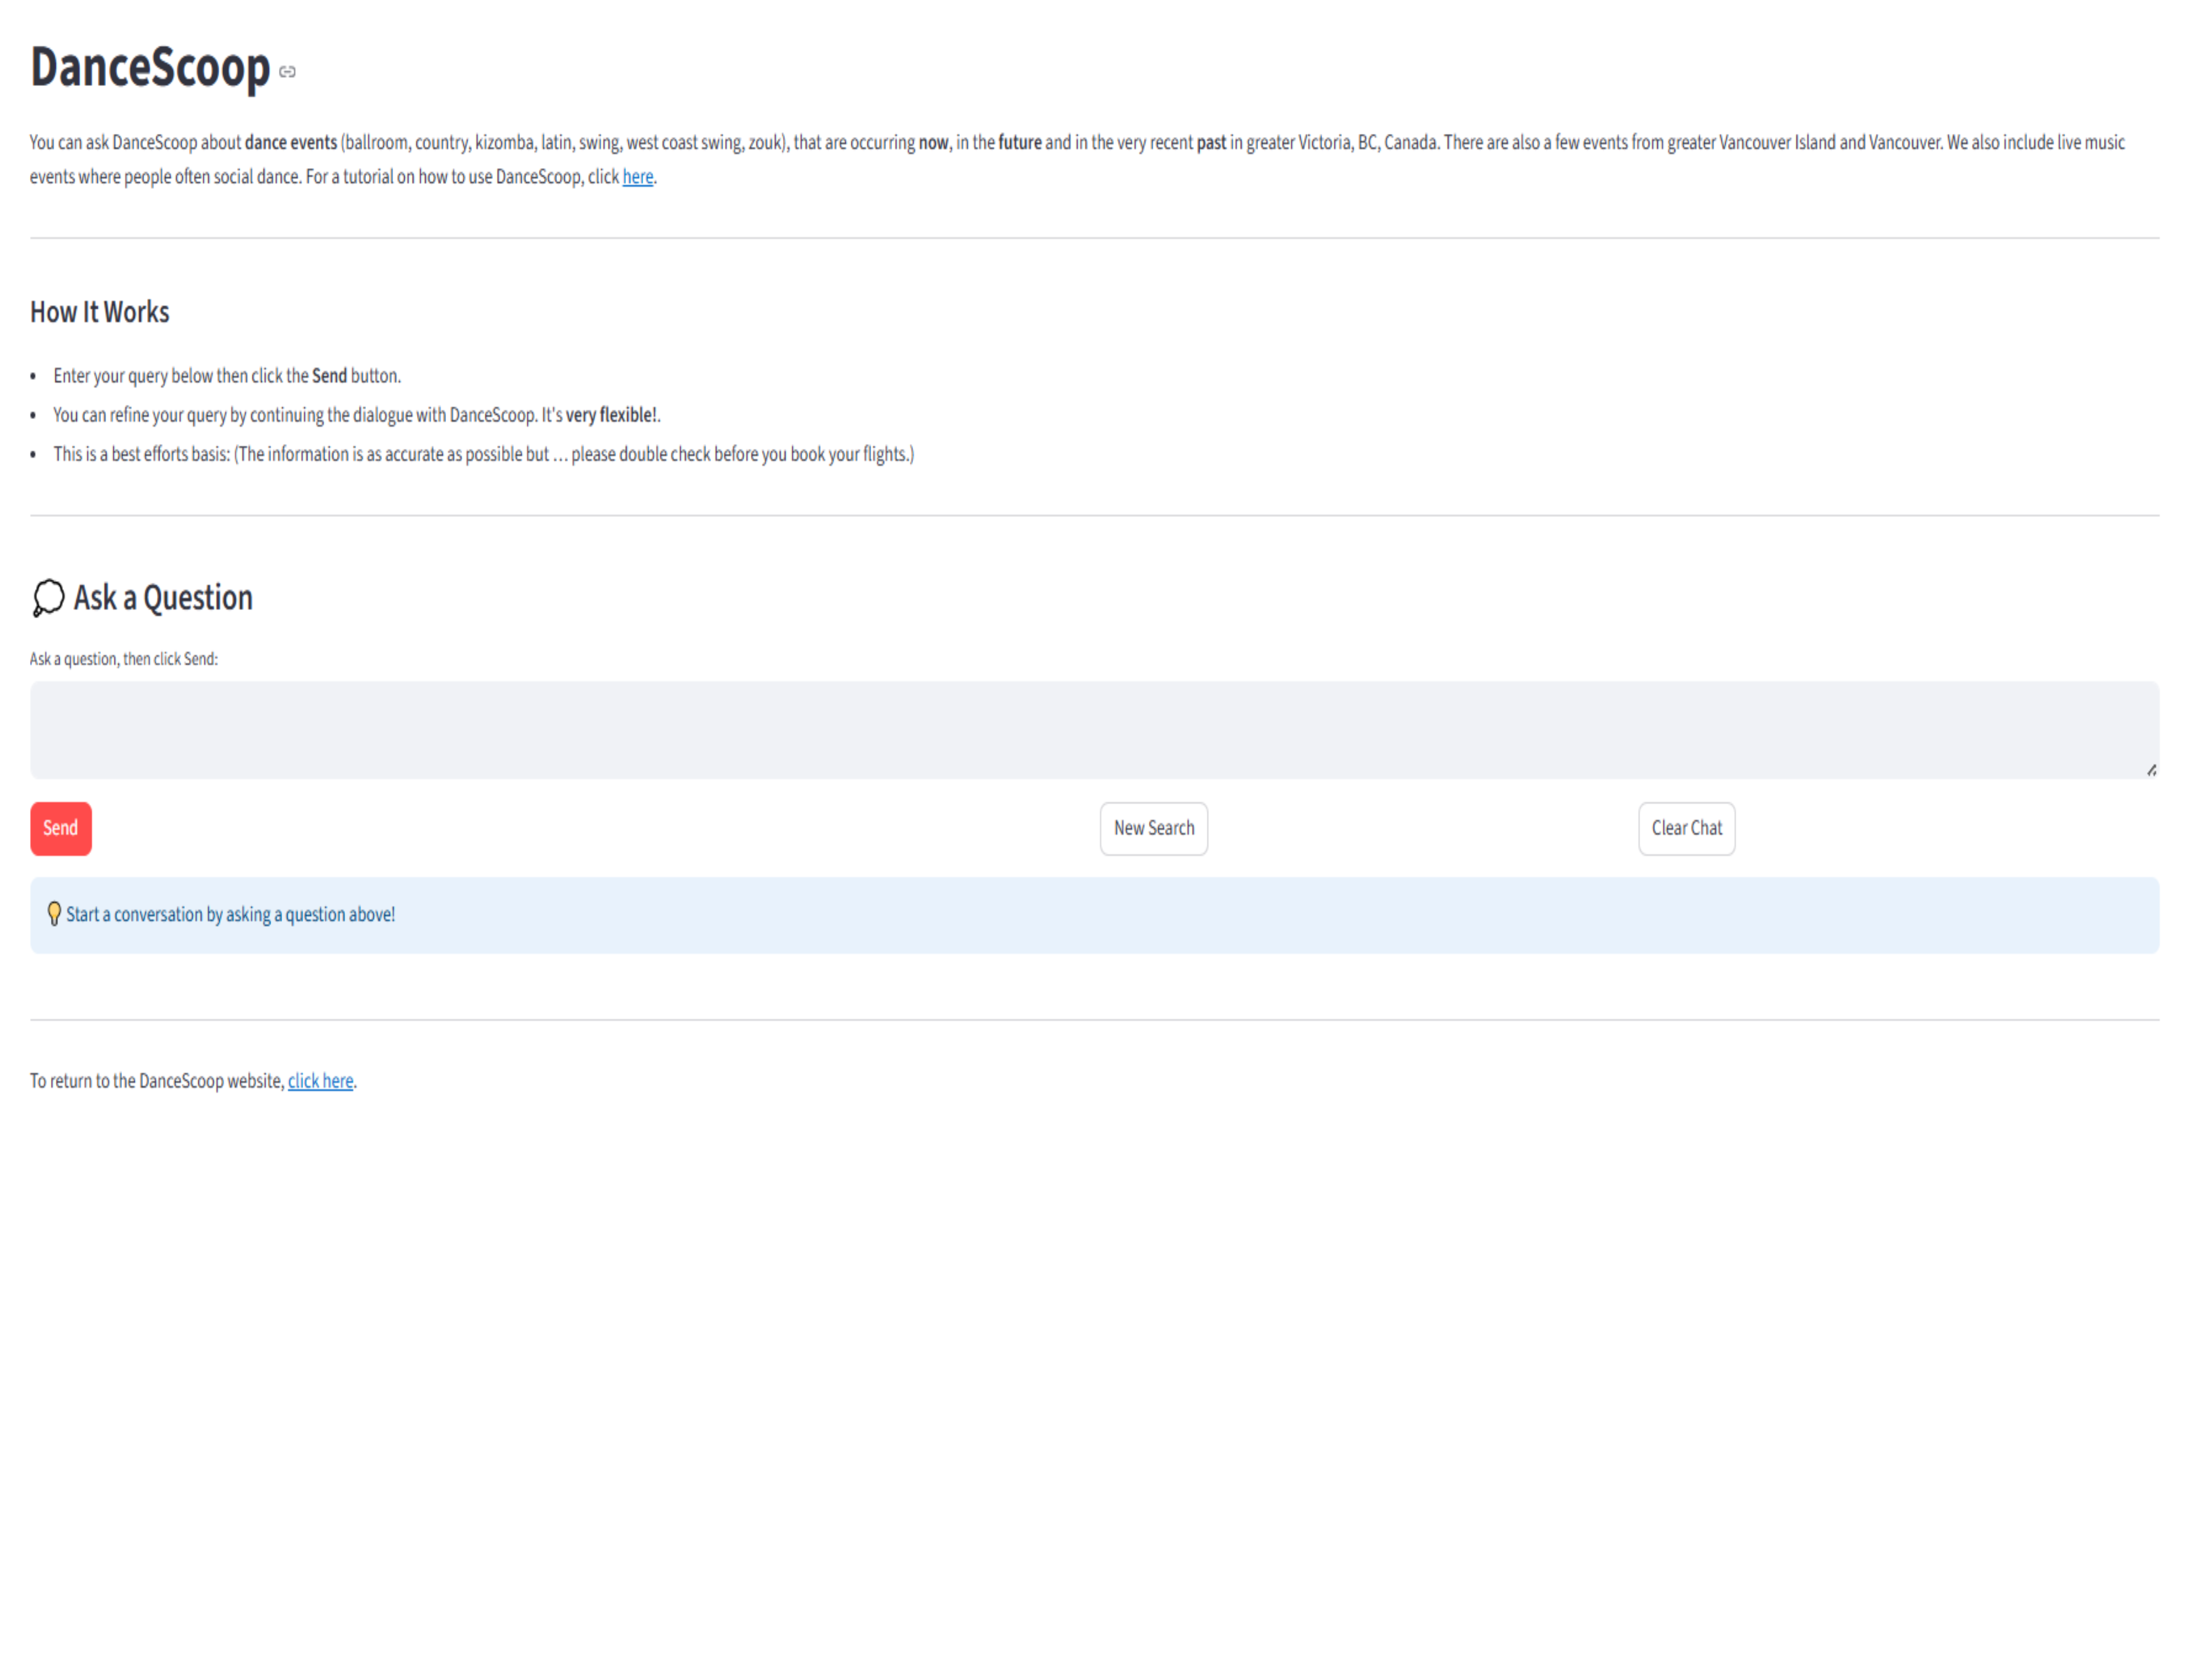 DanceScoop
You can ask DanceScoop about dance events (ballroom, country, kizomba, latin, swing, west coast swing, zouk), that are occurring now, in the future and in the very recent past in greater Victoria, BC, Canada. There are also a few events from greater Vancouver Island and Vancouver. We also include live music
events where people often social dance. For a tutorial on how to use DanceScoop, click here.
How It Works
• Enter your query below then click the Send button.
• You can refine your query by continuing the dialogue with DanceScoop. It's very flexible!.
• This is a best efforts basis: (The information is as accurate as possible but … please double check before you book your flights.)
Ask a Question
Ask a question, then click Send:
Send
New Search
Clear Chat
Start a conversation by asking a question above!
To return to the DanceScoop website, click here.